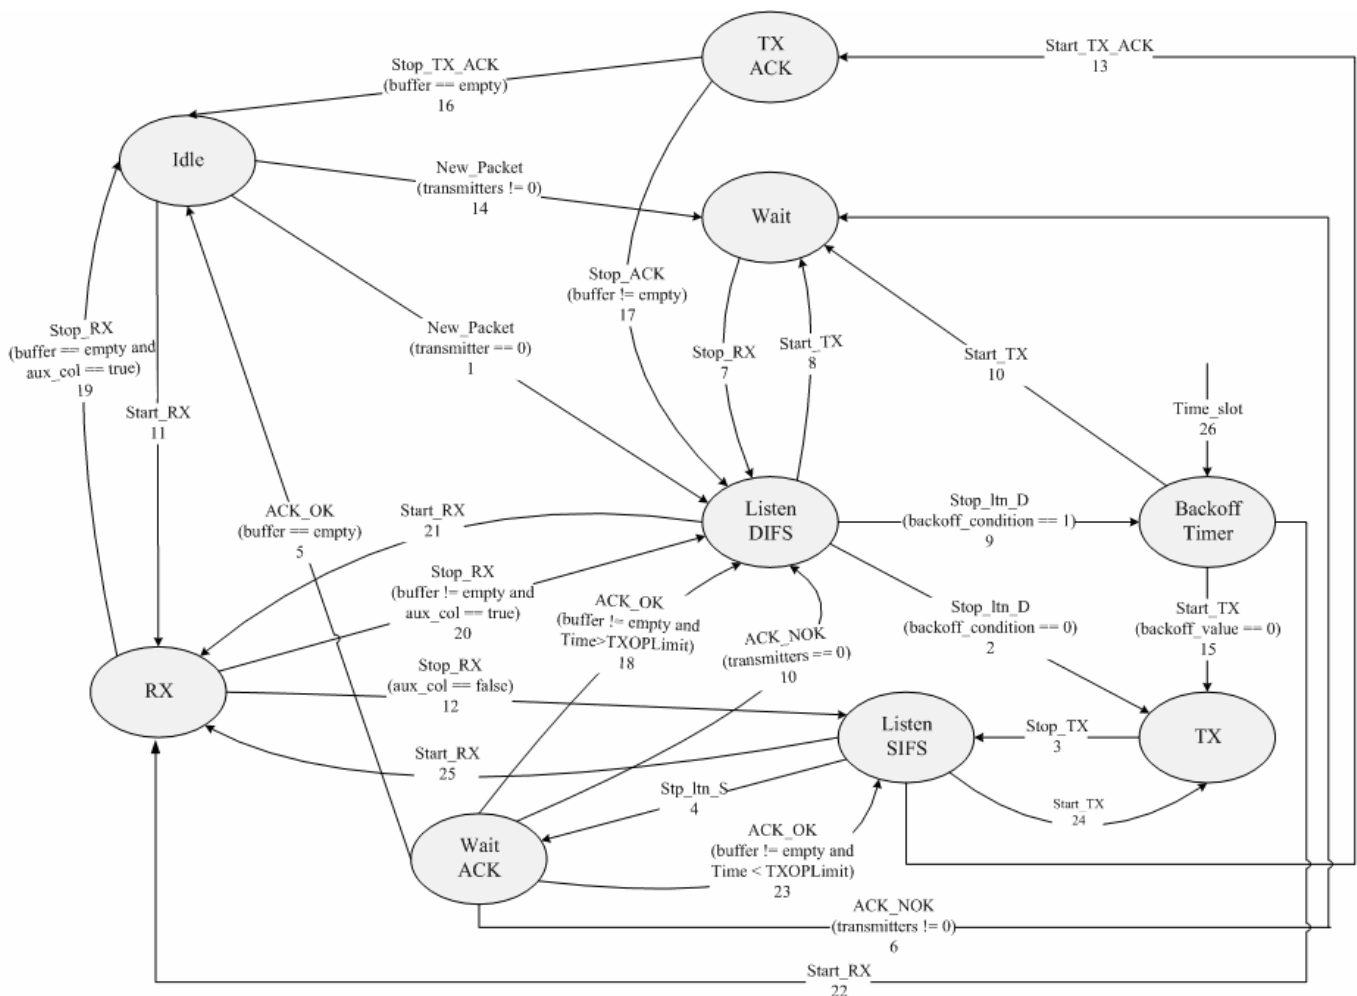 TX
ACK
Start_TX_ACK
13
Stop_TX_ACK
(buffer == empty)
16
Idle
New_Packet
(transmitters != 0)
14
Wait
Stop_ACK
(buffer != empty)
17
New_Packet
(transmitter == 0)
1
Stop_RX
(buffer == empty and
aux_col == true)
19
Stop_RX
7
Start_TX
8
Start_TX
10
Start_RX
11
Time_slot
26
ACK_OK
(buffer == empty)
5
Start_RX
21
Listen
DIFS
Stop_ltn_D
(backoff_condition == 1)
9
Backoff
Timer
Stop_RX
(buffer != empty and
aux_col == true)
20
ACK_OK
(buffer != empty and
Time>TXOPLimit)
18
ACK_NOK
(transmitters == 0)
10
Stop_ltn_D
(backoff_condition == 0)
2
Start_TX
(backoff_value == 0)
15
RX
Stop_RX
(aux_col == false)
12
Listen
SIFS
Stop_TX
3
TX
Start_RX
25
Stp_ltn_S
4
Start_TX
24
Wait
ACK
ACK_OK
(buffer != empty and
Time < TXOPLimit)
23
ACK_NOK
(transmitters != 0)
6
Start_RX
22